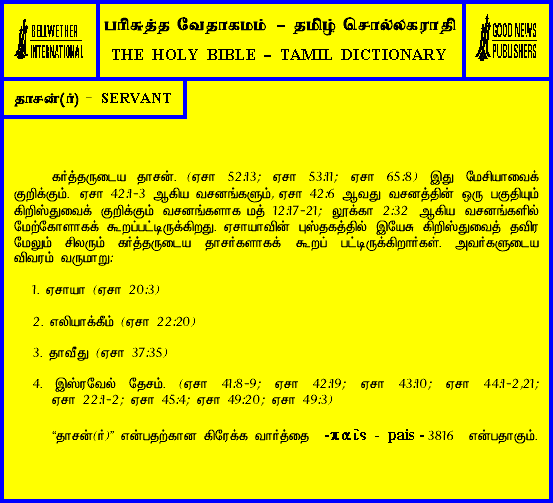 BELLWETHER
INTERNATIONAL
பரிசுத்த வேதாகமம் – தமிழ் சொல்லகராதி
THE HOLY BIBLE – TAMIL DICTIONARY
GOOD NEWS
PUBLISHERS
தாசன்(ர்) – SERVANT
கர்த்தருடைய தாசன். (ஏசா 52:13; ஏசா 53:11; ஏசா 65:8) இது மேசியாவைக்
குறிக்கும். ஏசா 42:1-3 ஆகிய வசனங்களும், ஏசா 42:6 ஆவது வசனத்தின் ஒரு பகுதியும்
கிறிஸ்துவைக் குறிக்கும் வசனங்களாக மத் 12:17-21; லூக்கா 2:32 ஆகிய வசனங்களில்
மேற்கோளாகக் கூறப்பட்டிருக்கிறது. ஏசாயாவின் புஸ்தகத்தில் இயேசு கிறிஸ்துவைத் தவிர
மேலும் சிலரும் கர்த்தருடைய தாசர்களாகக் கூறப் பட்டிருக்கிறார்கள். அவர்களுடைய
விவரம் வருமாறு:
1. ஏசாயா (ஏசா 20:3)
2. எலியாக்கீம் (ஏசா 22:20)
3. தாவீது (ஏசா 37:35)
4. இஸ்ரவேல் தேசம். (ஏசா 41:8-9; ஏசா 42:19; ஏசா 43:10; ஏசா 44:1-2,21;
ஏசா 22:1-2; ஏசா 45:4; ஏசா 49:20; ஏசா 49:3)
“தாசன்(ர்)” என்பதற்கான கிரேக்க வார்த்தை -παῖς - pais - 3816 என்பதாகும்.